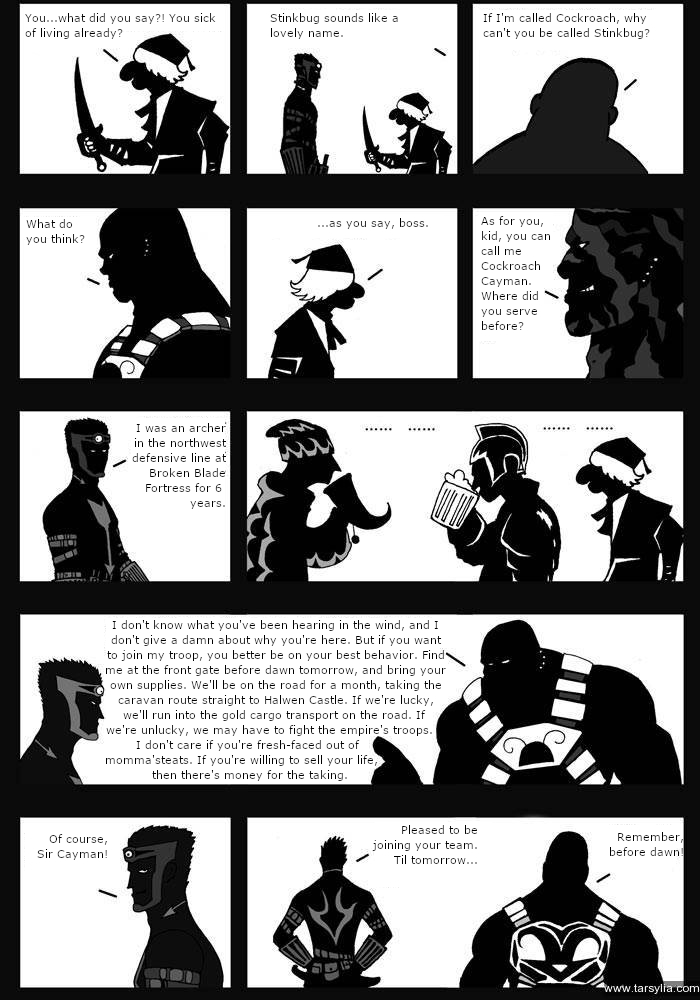 You...what did you say?! You sick
of living already?
Stinkbug sounds like a
lovely name.
If I'm called Cockroach, why
can't you be called Stinkbug?
What do
you think?
...as you say, boss.
As for you,
kid, you can
call me
Cockroach
Cayman.
Where did
you serve
before?
I was an archer
in the northwest
defensive line at
Broken Blade
Fortress for 6
years.
...... ......
...... ......
I don't know what you've been hearing in the wind, and I
don't give a damn about why you're here. But if you want
to join my troop, you better be on your best behavior. Find
me at the front gate before dawn tomorrow, and bring your
own supplies. We'll be on the road for a month, taking the
caravan route straight to Halwen Castle. If we're lucky,
we'll run into the gold cargo transport on the road. If
we're unlucky, we may have to fight the empire's troops.
I don't care if you're fresh-faced out of
momma'steats. If you're willing to sell your life,
then there's money for the taking.
Of course,
Sir Cayman!
Pleased to be
joining your team.
Til tomorrow...
Remember,
before dawn!
www.tarsylia.com